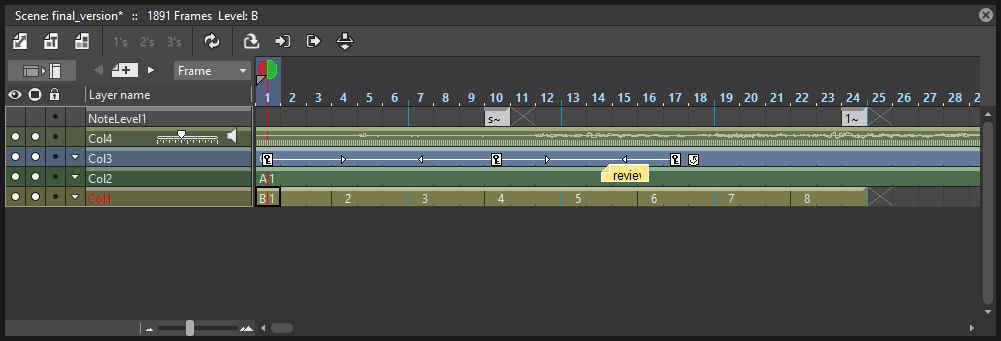 Scene: final_version* :: 1891 Frames Level: B
1's 2's 3's
Frame
Layer name
1 2 3 4 5 6 7 8 9 10 11 12 13 14 15 16 17 18 19 20 21 22 23 24 25 26 27 28 2
NoteLevel1 s~ 1~
Col4
Col3
Col2 A 1 review
Col1 B 1 2 3 4 5 6 7 8